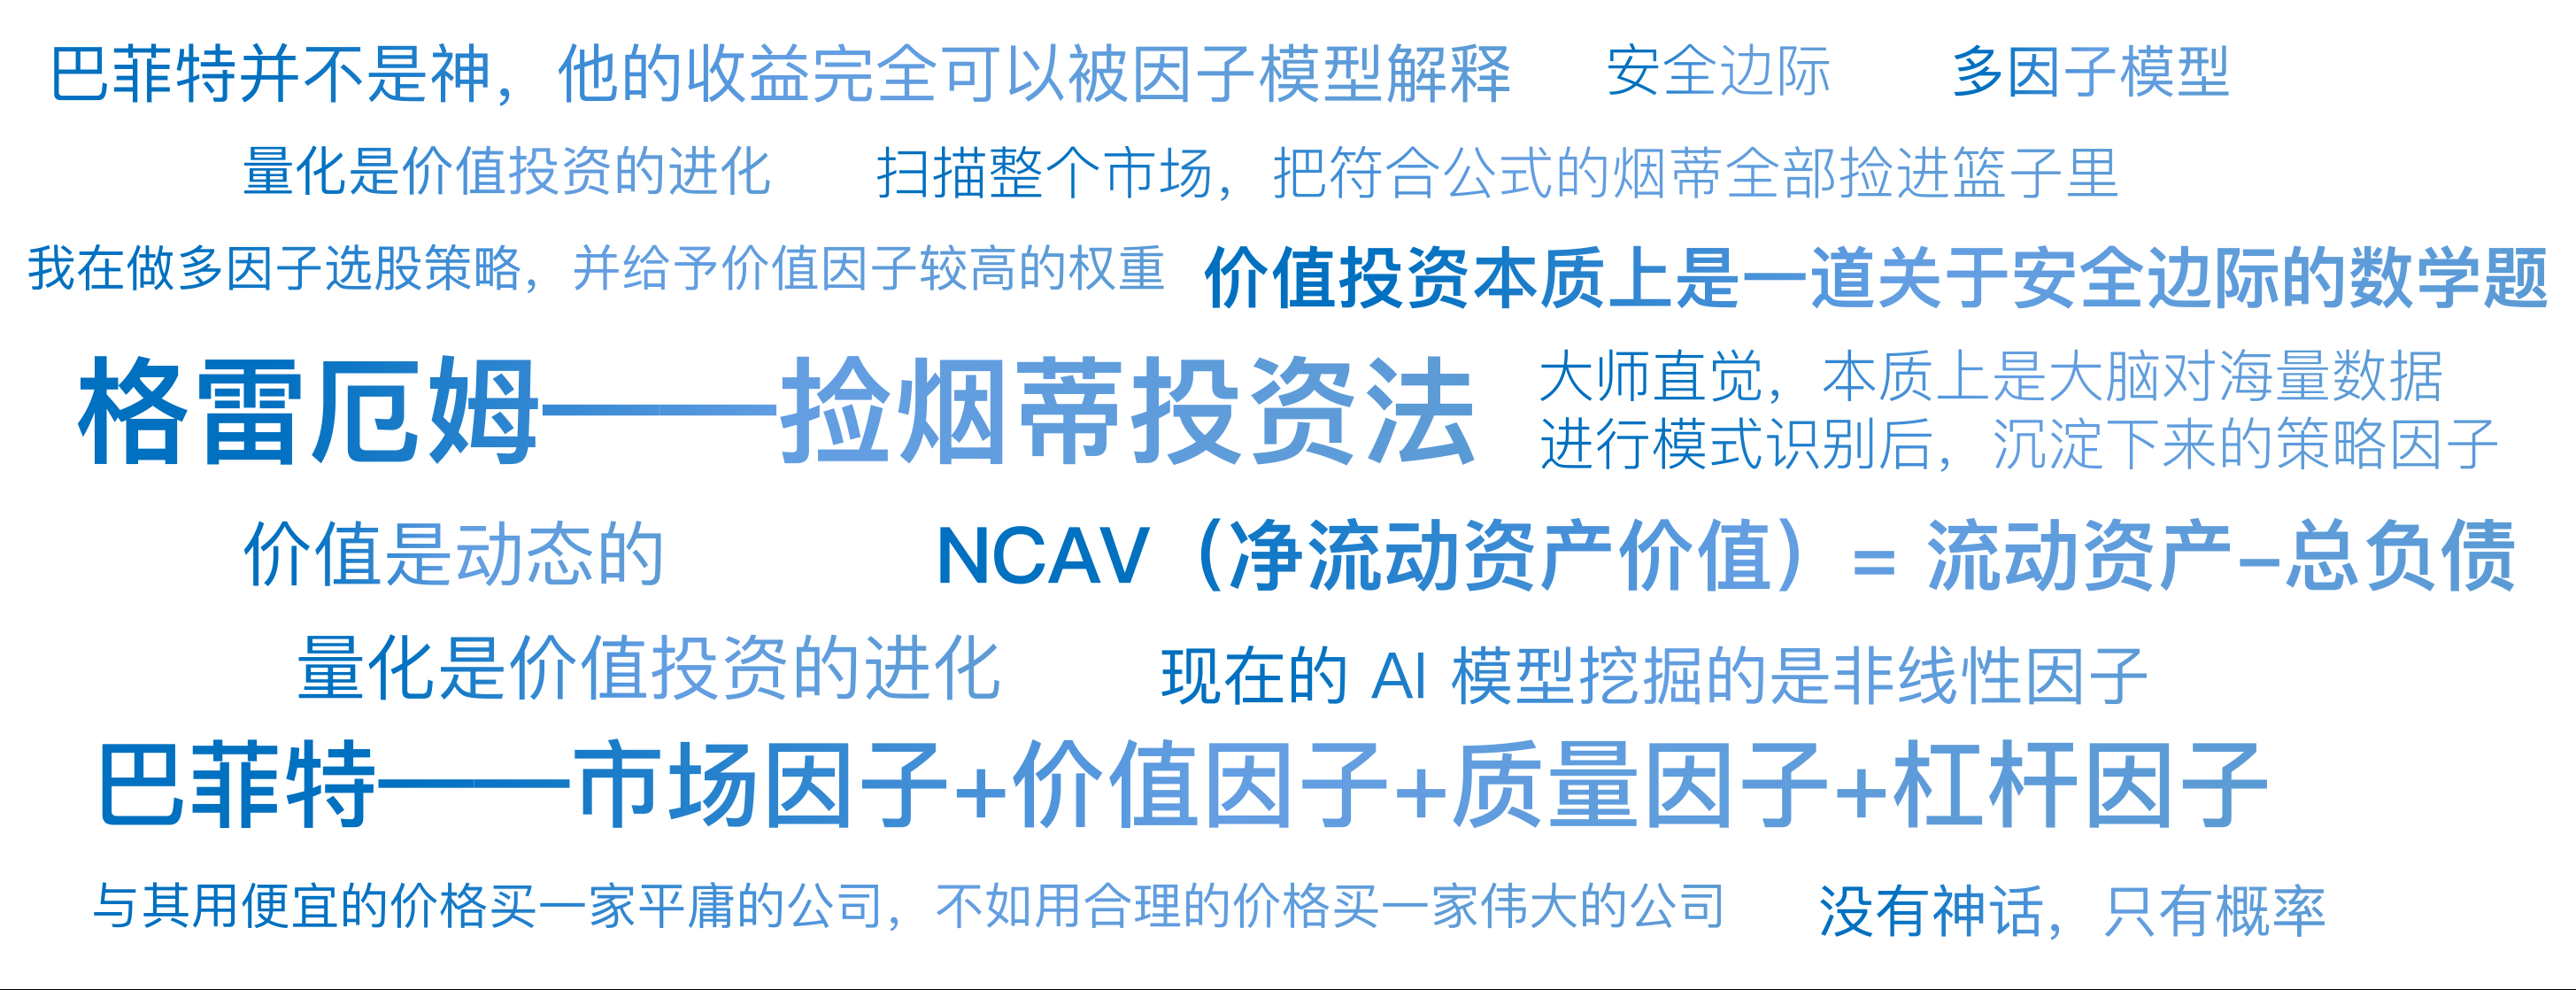 巴菲特并不是神，他的收益完全可以被因子模型解释 安全边际 多因子模型
量化是价值投资的进化 扫描整个市场，把符合公式的烟蒂全部捡进篮子里
我在做多因子选股策略，并给予价值因子较高的权重 价值投资本质上是一道关于安全边际的数学题
格雷厄姆——捡烟蒂投资法
大师直觉，本质上是大脑对海量数据
进行模式识别后，沉淀下来的策略因子
价值是动态的 NCAV（净流动资产价值）= 流动资产-总负债
量化是价值投资的进化 现在的 AI 模型挖掘的是非线性因子
巴菲特——市场因子+价值因子+质量因子+杠杆因子
与其用便宜的价格买一家平庸的公司，不如用合理的价格买一家伟大的公司 没有神话，只有概率